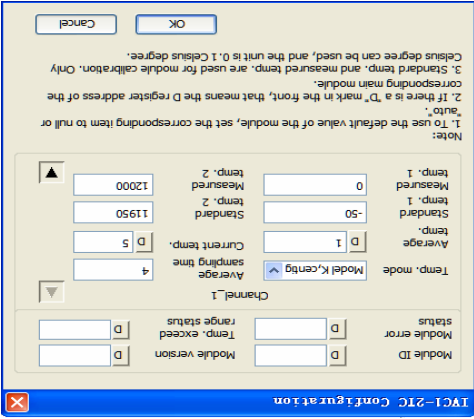 IVC1-2TC Configuration
Module ID D Module version D
Module error status D Temp. exceed range status D
Channel_1
Temp. mode Model K,centig Average sampling time 4
Average temp. D 1 Current temp. D 5
Standard temp. 1 -50 Standard temp. 2 11950
Measured temp. 1 0 Measured temp. 2 12000
Note:
1. To use the default value of the module, set the corresponding item to null or
"auto".
2. If there is a "D" mark in the front, that means the D register address of the
corresponding main module.
3. Standard temp. and measured temp. are used for module calibration. Only
Celsius degree can be used, and the unit is 0.1 Celsius degree.
OK Cancel